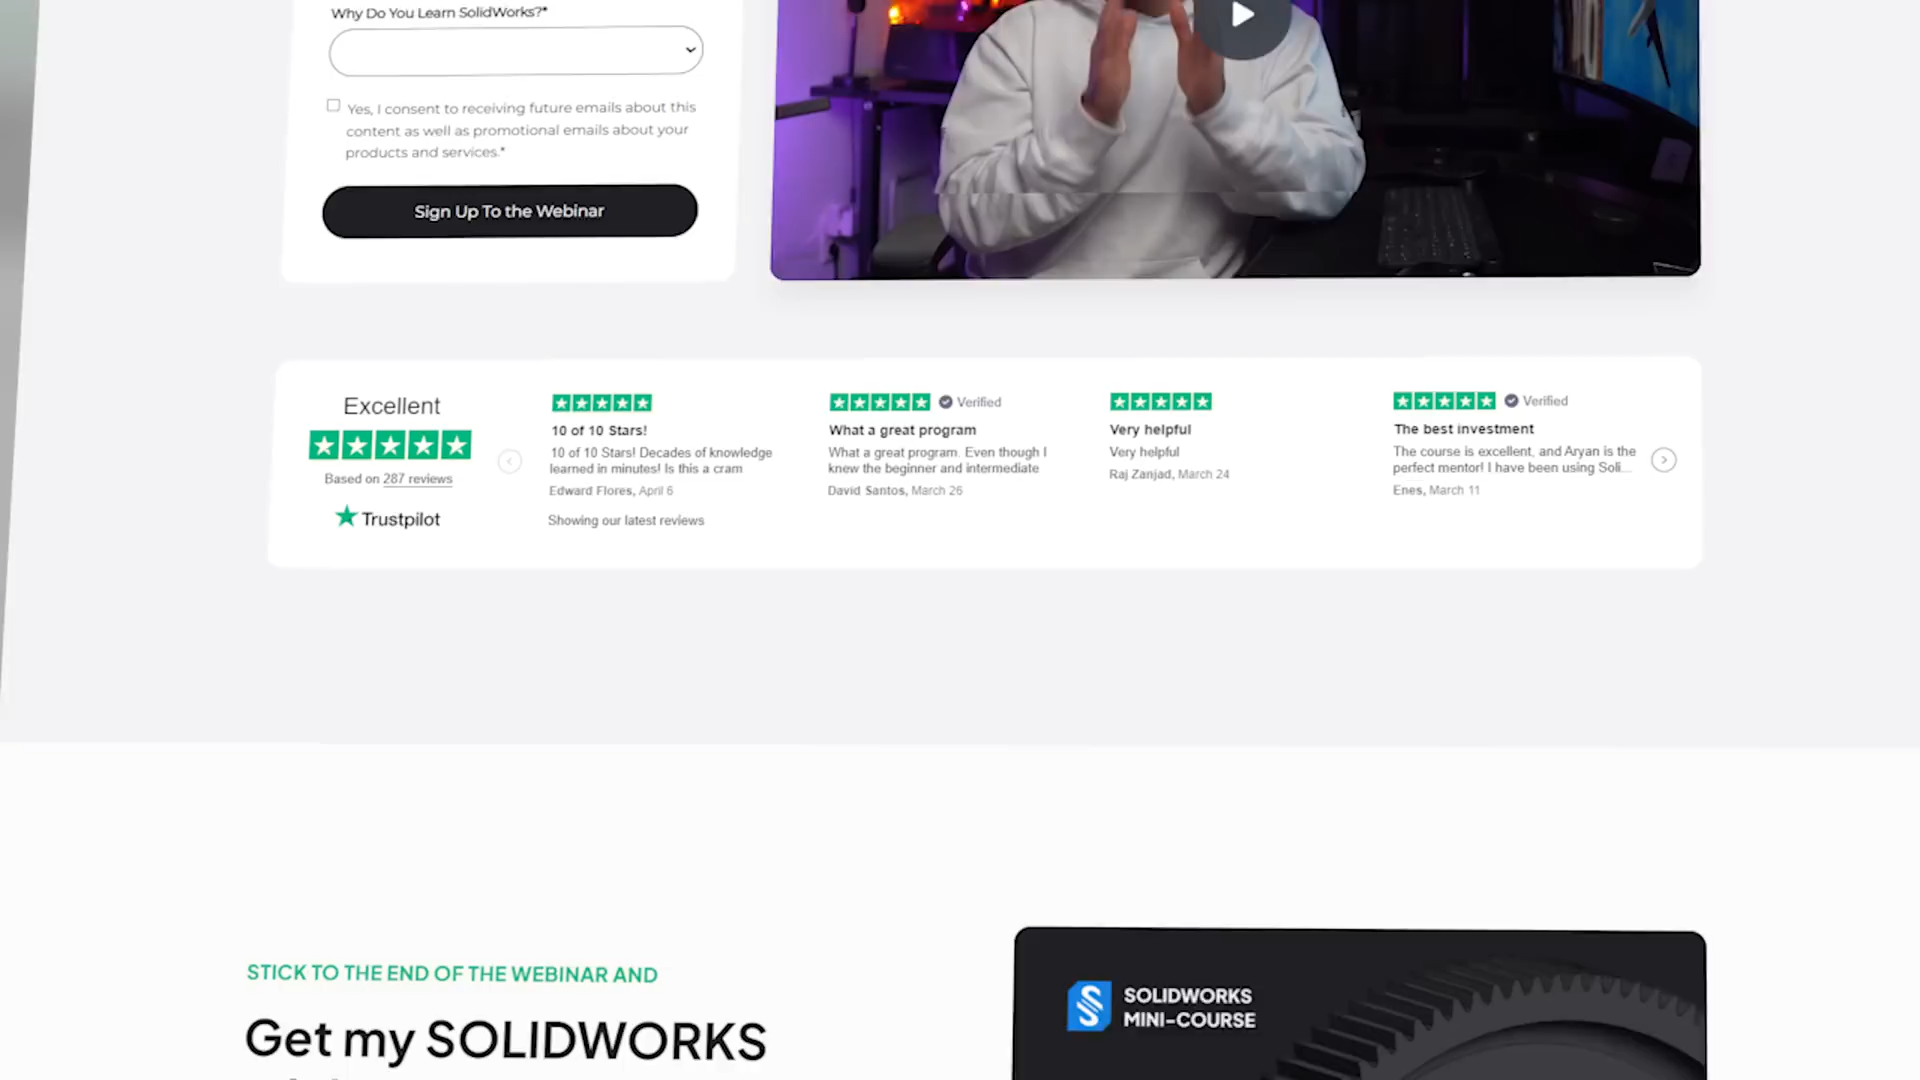 Why Do You Learn SolidWorks?*
Yes, I consent to receiving future emails about this
content as well as promotional emails about your
products and services.*
Sign Up To the Webinar
Excellent
Based on 287 reviews
Trustpilot
10 of 10 Stars!
10 of 10 Stars! Decades of knowledge
learned in minutes! Is this a cram
Edward Flores, April 6
Showing our latest reviews
Verified
What a great program
What a great program. Even though I
knew the beginner and intermediate
David Santos, March 26
Very helpful
Very helpful
Raj Zanjad, March 24
Verified
The best investment
The course is excellent, and Aryan is the
perfect mentor! I have been using Soli...
Enes, March 11
STICK TO THE END OF THE WEBINAR AND
Get my SOLIDWORKS
SOLIDWORKS
MINI-COURSE